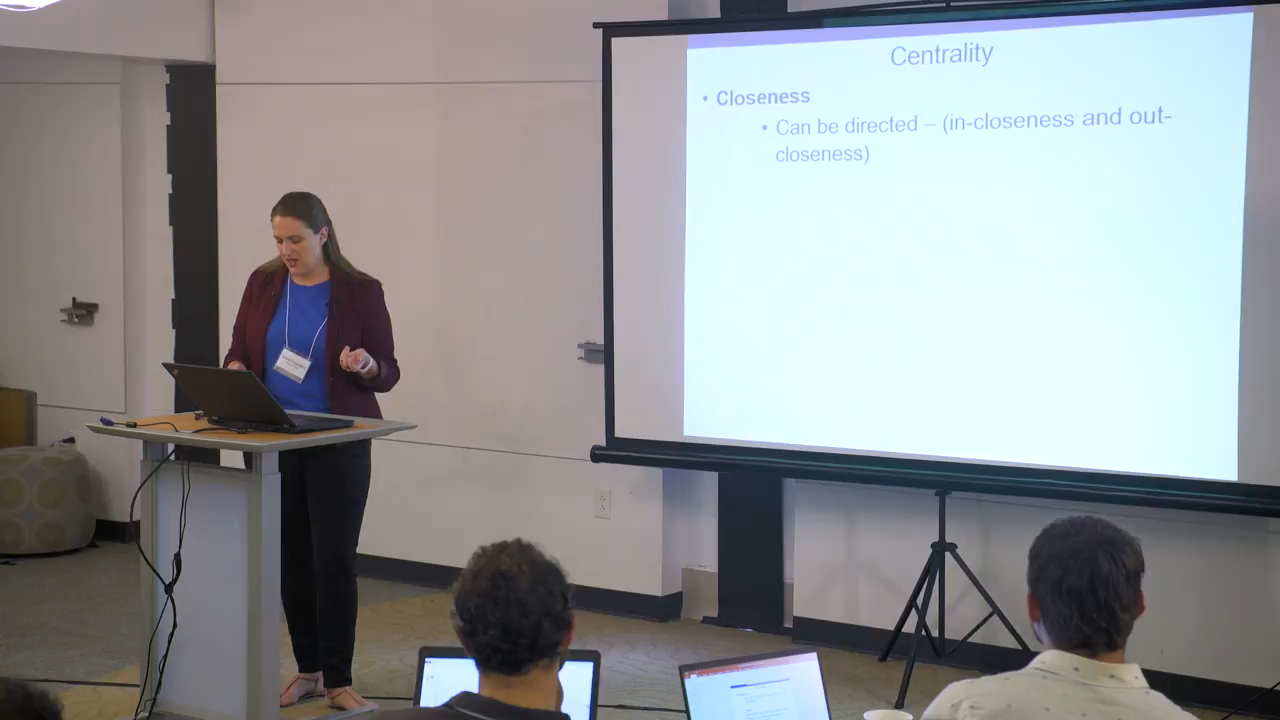 Centrality
• Closeness
• Can be directed – (in-closeness and out-
closeness)